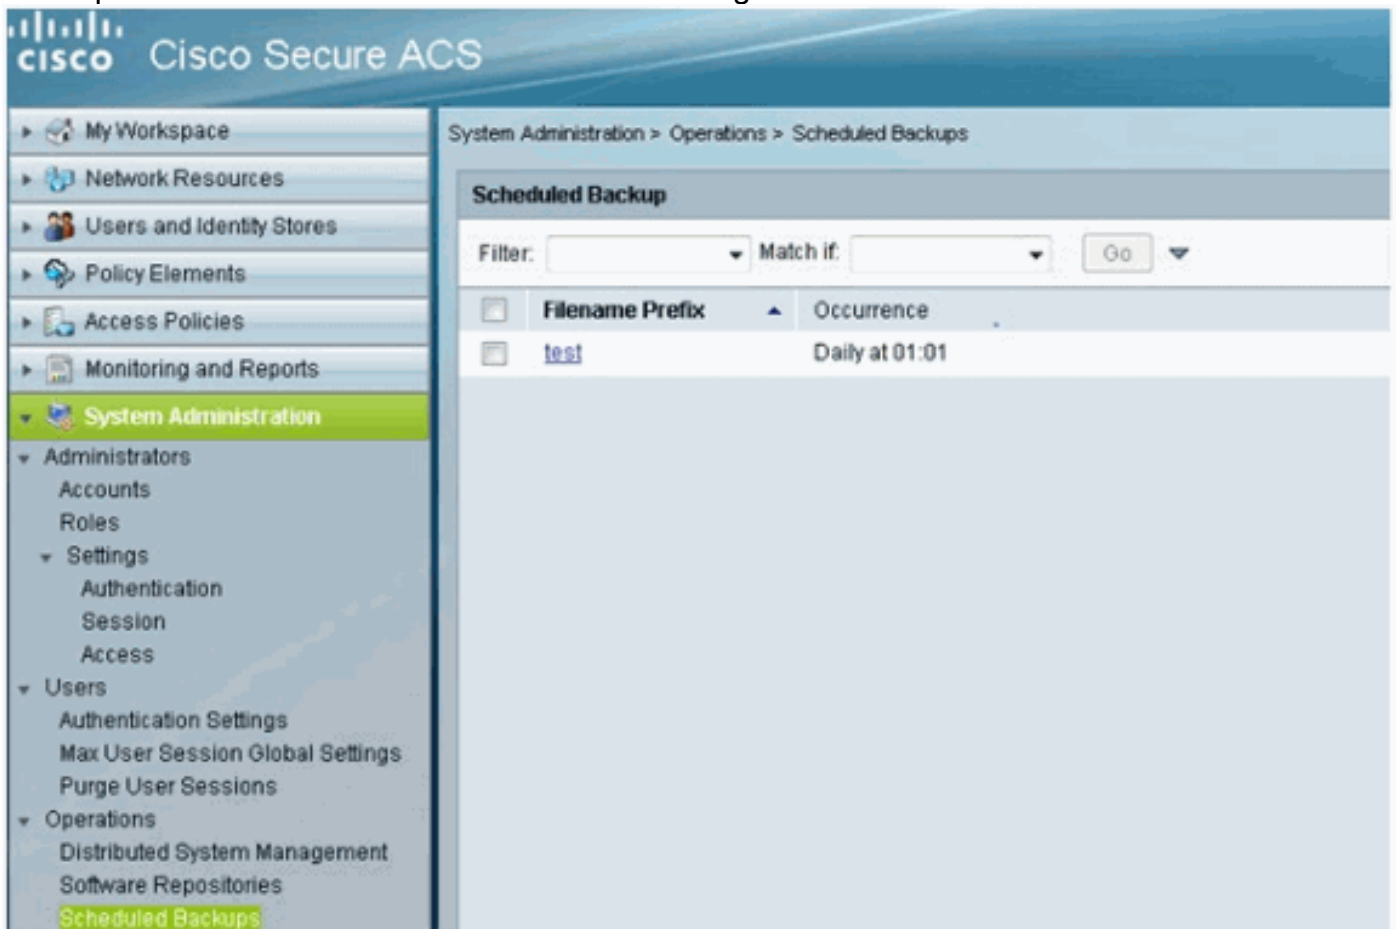 CISCO Cisco Secure ACS
My Workspace
Network Resources
Users and Identity Stores
Policy Elements
Access Policies
Monitoring and Reports
System Administration
Administrators
Accounts
Roles
Settings
Authentication
Session
Access
Users
Authentication Settings
Max User Session Global Settings
Purge User Sessions
Operations
Distributed System Management
Software Repositories
Scheduled Backups
System Administration > Operations > Scheduled Backups
Scheduled Backup
Filter: Match if: Go
Filename Prefix Occurrence
test Daily at 01:01